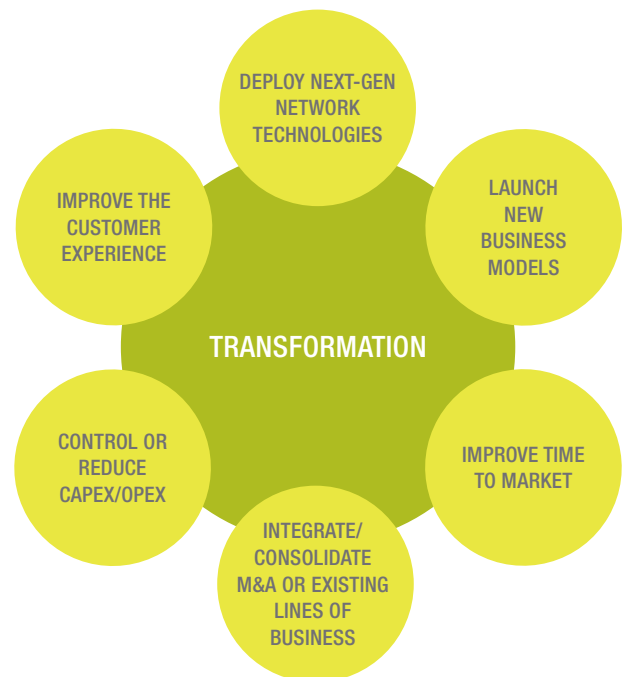 DEPLOY NEXT-GEN
NETWORK
TECHNOLOGIES
LAUNCH
NEW
BUSINESS
MODELS
IMPROVE TIME
TO MARKET
INTEGRATE/
CONSOLIDATE
M&A OR EXISTING
LINES OF
BUSINESS
CONTROL OR
REDUCE
CAPEX/OPEX
IMPROVE THE
CUSTOMER
EXPERIENCE
TRANSFORMATION